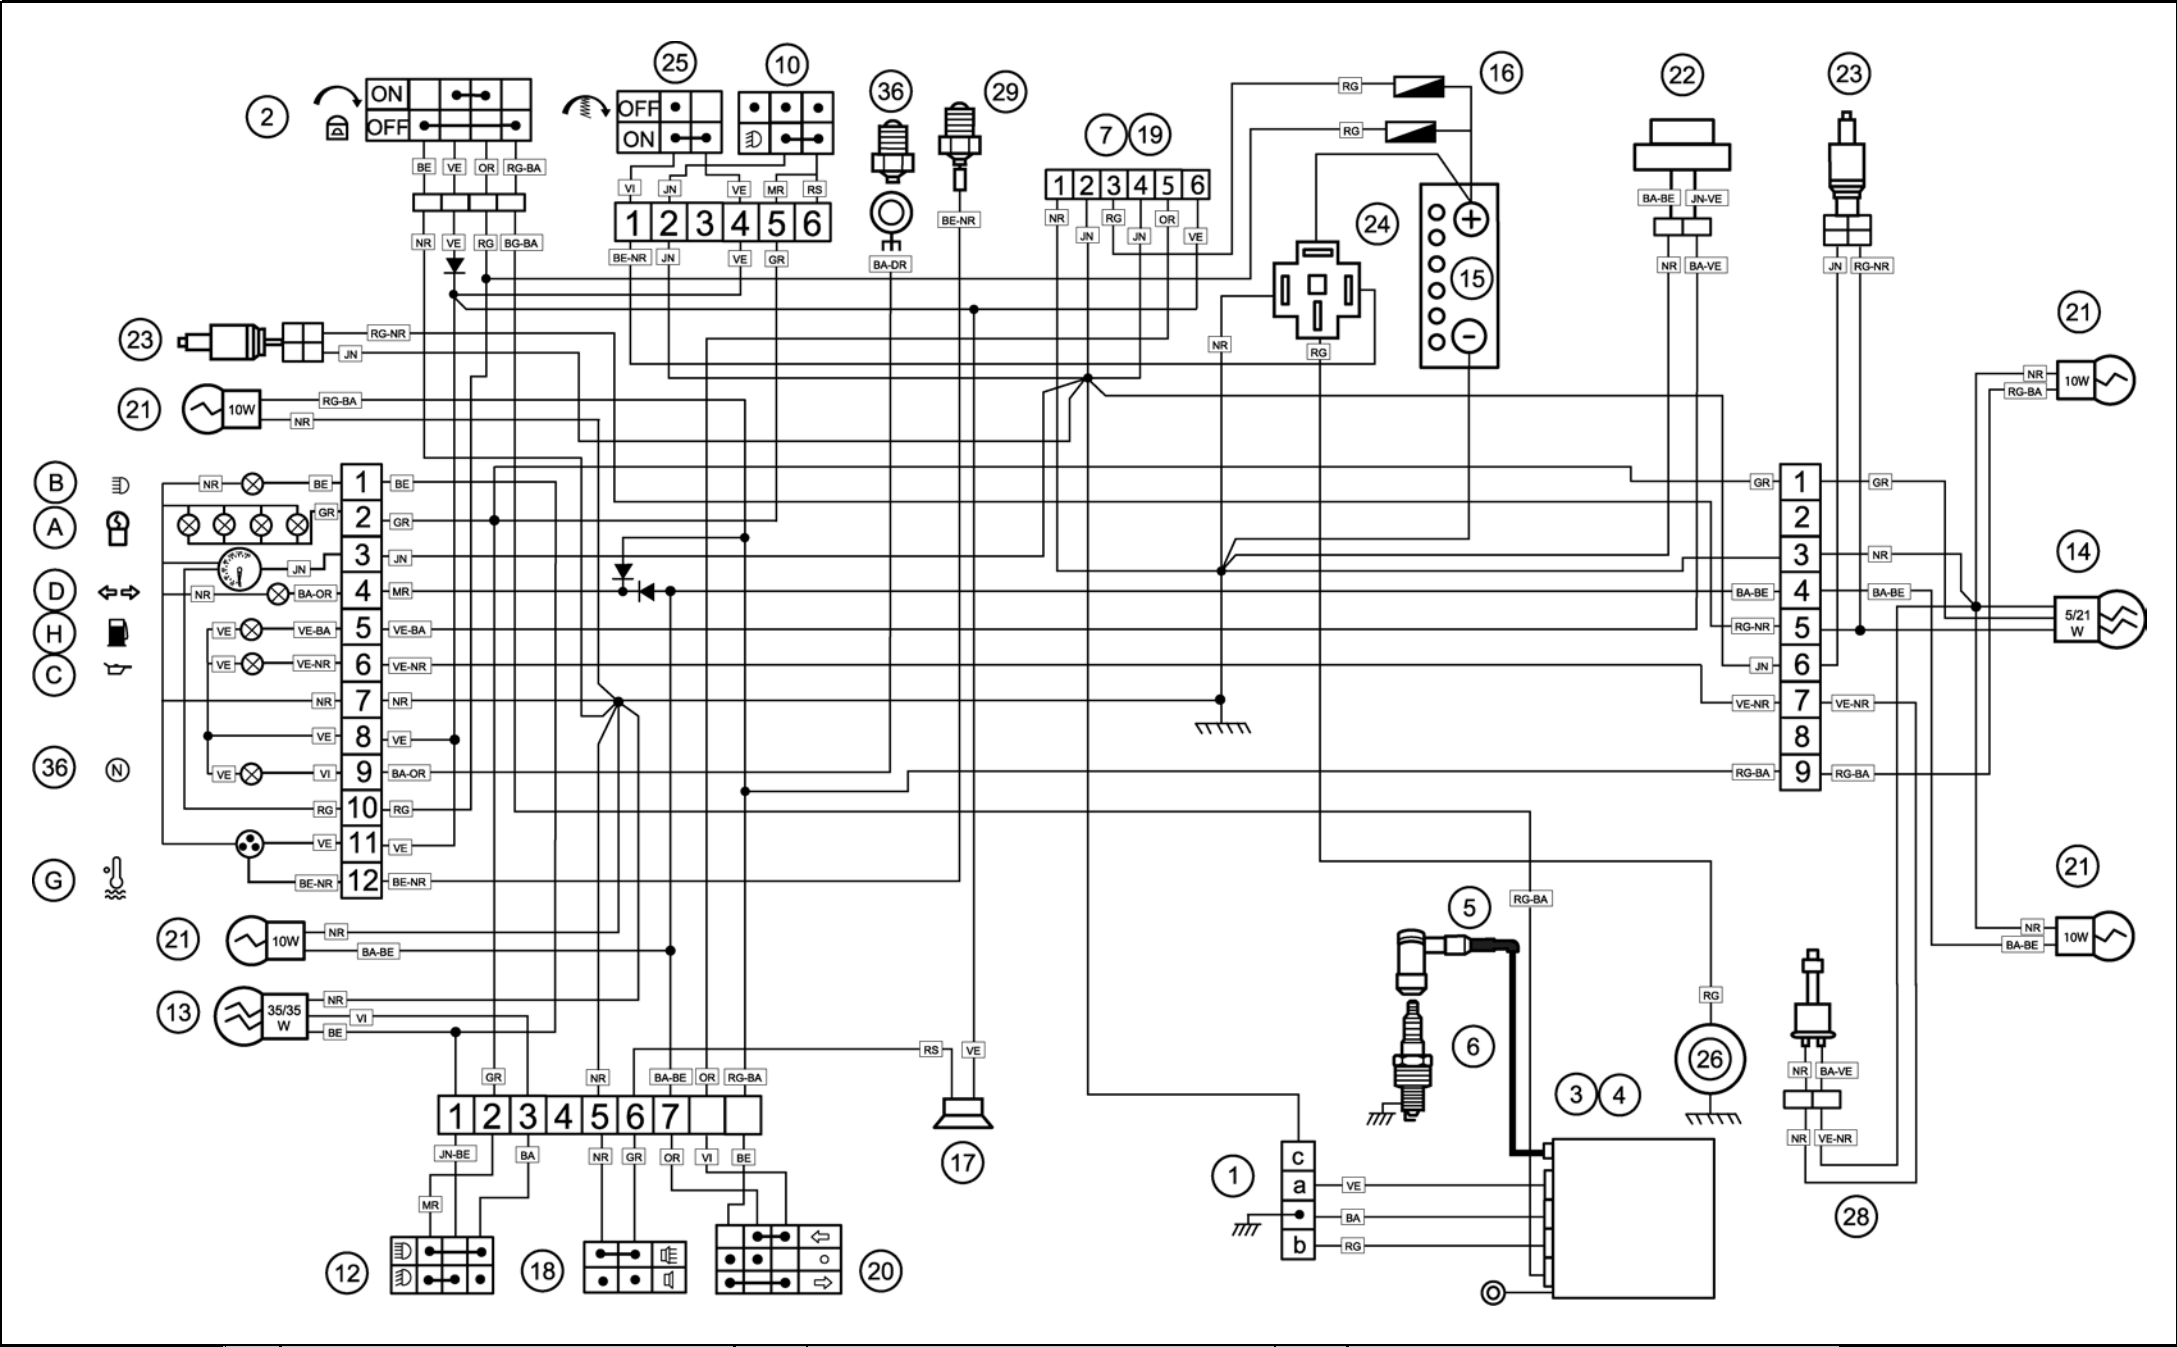 25 10 36 29 16 22 23
2 ON OFF 7 19
OFF ON
RG
RG
BE VE OR RG-BA
VI JN VE MR RS
1 2 3 4 5 6
1 2 3 4 5 6
NR RG OR
JN JN VE
BE-NR
BA-BE JN-VE
24
15
NR VE RG BG-BA
BE-NR JN VE GR
BA-DR
NR BA-VE
JN RG-NR
23 RG-NR
JN
21 10W RG-BA
NR
NR
RG
21
NR
RG-BA
10W
B NR BE 1 BE
A GR 2 GR
JN 3 JN
D NR BA-OR 4 MR
H VE VE-BA 5 VE-BA
C VE VE-NR 6 VE-NR
NR 7 NR
VE 8 VE
36 N VE VI 9 BA-OR
RG 10 RG
VE 11 VE
G BE-NR 12 BE-NR
GR 1 GR
2
3 NR
BA-BE 4 BA-BE
RG-NR 5
JN 6
VE-NR 7 VE-NR
8
RG-BA 9 RG-BA
14
5/21
W
21
NR
BA-BE
10W
21 10W NR
BA-BE
13 35/35
W
NR
VI
BE
RG-BA
5
6
RG
26
NR BA-VE
NR VE-NR
28
RS VE
17
GR NR BA-BE OR RG-BA
1 2 3 4 5 6 7
JN-BE BA NR GR OR VI BE
MR
12 18 20
3 4
1
c
a VE
BA
b RG